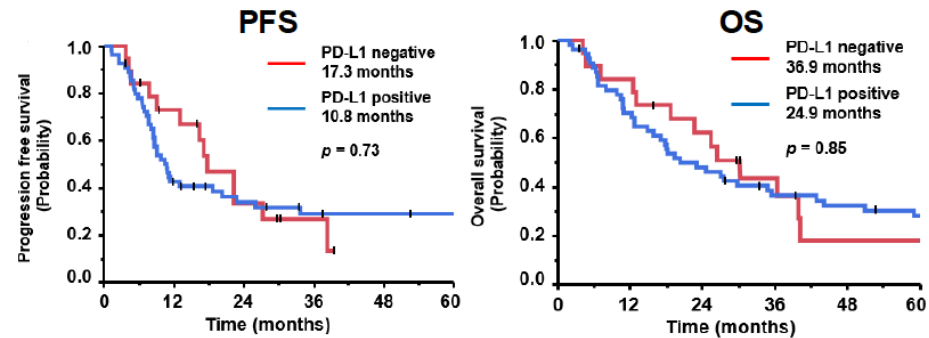 PFS
OS
Progression free survival
(Probability)
1.0
0.8
0.6
0.4
0.2
0.0
PD-L1 negative
17.3 months
PD-L1 positive
10.8 months
p = 0.73
0 12 24 36 48 60
Time (months)
Overall survival
(Probability)
1.0
0.8
0.6
0.4
0.2
0.0
PD-L1 negative
36.9 months
PD-L1 positive
24.9 months
p = 0.85
0 12 24 36 48 60
Time (months)